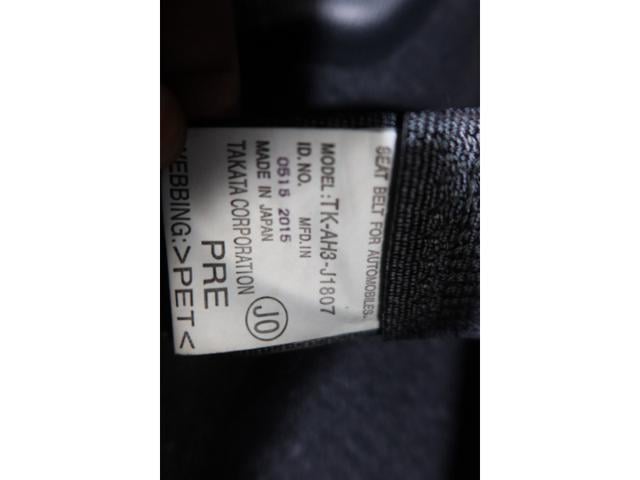 SEAT BELT FOR AUTOMOBILES.
MODEL:TK-AH3-J1807
ID.NO. MFD.IN
0515 2015
MADE IN JAPAN
TAKATA CORPORATION
JO
PRE
WEBBING:>PET<